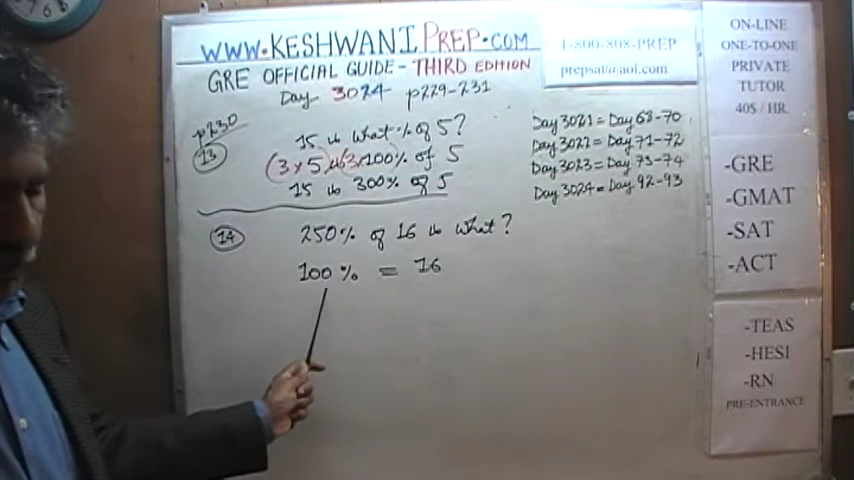 WWW.KESHWANIPREP.COM
GRE OFFICIAL GUIDE - THIRD EDITION
Day 3024 p229-231
1-800-808-PREP
prepsat@aol.com
ON-LINE
ONE-TO-ONE
PRIVATE
TUTOR
40$ / HR.
-GRE
-GMAT
-SAT
-ACT
-TEAS
-HESI
-RN
PRE-ENTRANCE
Day 3021 = Day 68-70
Day 3022 = Day 71-72
Day 3023 = Day 73-74
Day 3024 = Day 92-93
p230
13 15 is what % of 5?
(3 x 5 is (3x100% of 5
15 is 300% of 5
14 250% of 16 is what?
100% = 16